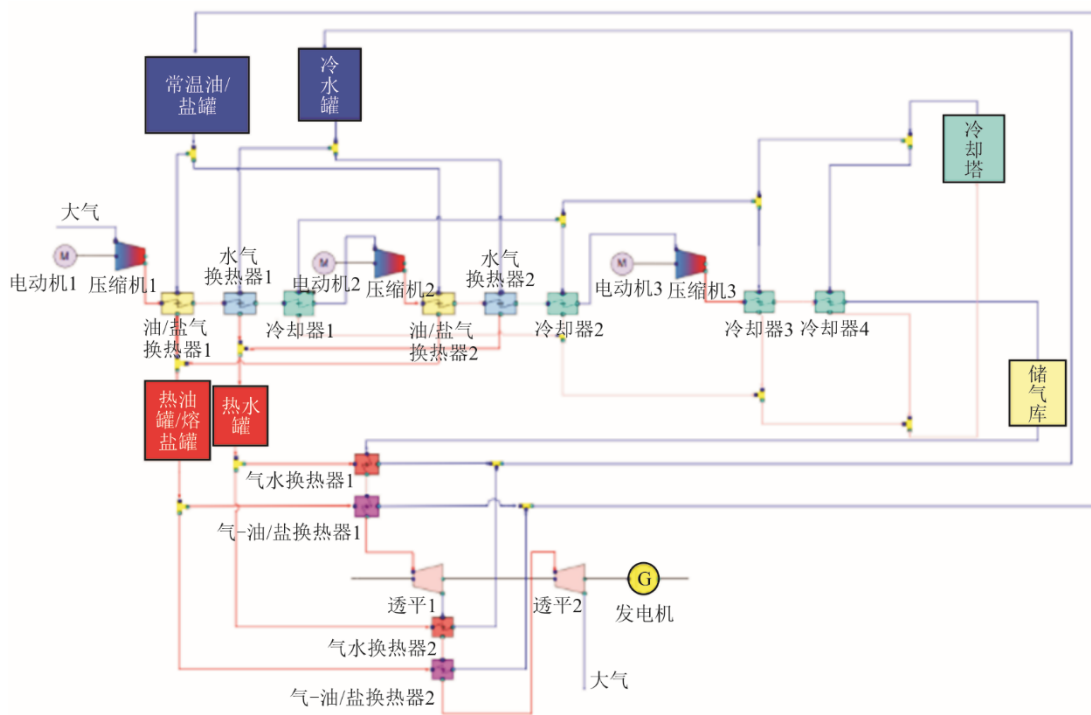 常温油/
盐罐
冷
水
罐
冷
却
塔
大气
M
电动机1
压缩机1
水气
换热器1
M
电动机2
压缩机2
水气
换热器2
M
电动机3
压缩机3
油/盐气
换热器1
冷却器1
油/盐气
换热器2
冷却器2
冷却器3
冷却器4
热油
罐/熔
盐罐
热水
罐
储
气
库
气水换热器1
气-油/盐换热器1
透平1
透平2
G
发电机
气水换热器2
气-油/盐换热器2
大气